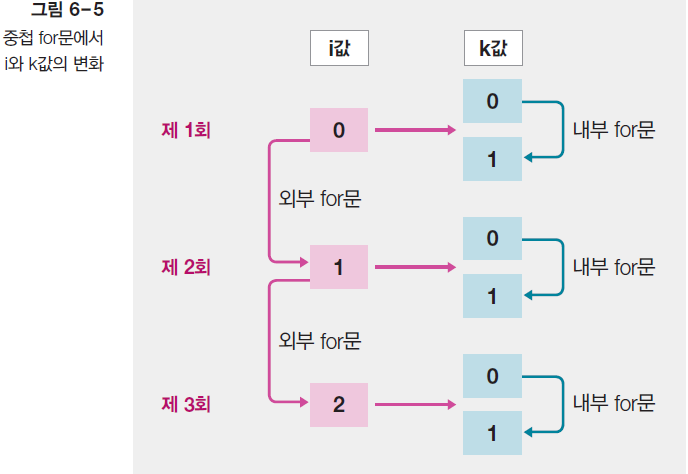 그림 6-5
중첩 for문에서
i와 k값의 변화
i값
k값
0
제 1회
0
내부 for문
1
외부 for문
0
제 2회
1
내부 for문
1
외부 for문
0
제 3회
2
내부 for문
1